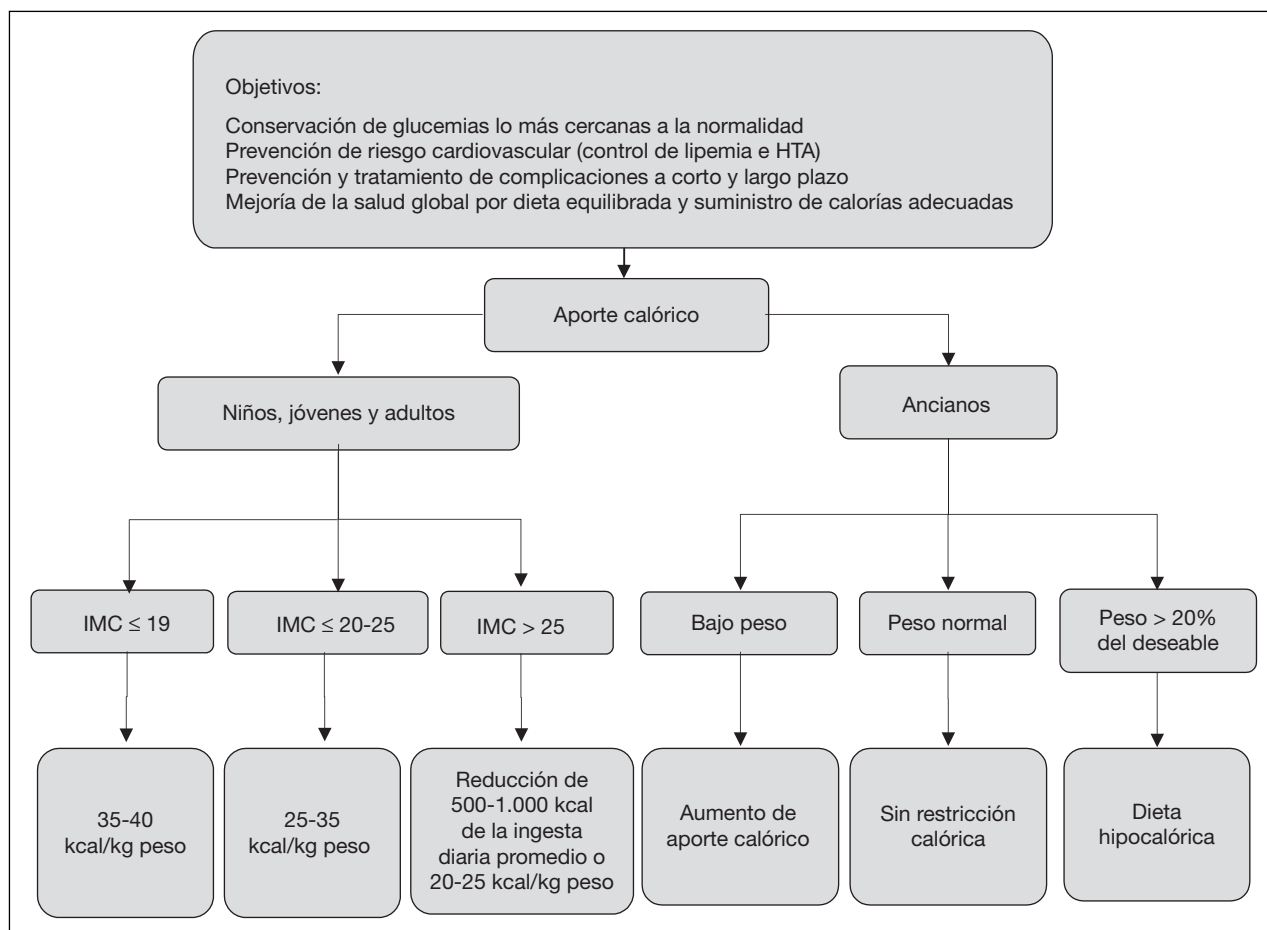 Objetivos:
Conservación de glucemias lo más cercanas a la normalidad
Prevención de riesgo cardiovascular (control de lipemia e HTA)
Prevención y tratamiento de complicaciones a corto y largo plazo
Mejoría de la salud global por dieta equilibrada y suministro de calorías adecuadas
Aporte calórico
Niños, jóvenes y adultos
Ancianos
IMC ≤ 19
IMC ≤ 20-25
IMC > 25
Bajo peso
Peso normal
Peso > 20%
del deseable
35-40
kcal/kg peso
25-35
kcal/kg peso
Reducción de
500-1.000 kcal
de la ingesta
diaria promedio o
20-25 kcal/kg peso
Aumento de
aporte calórico
Sin restricción
calórica
Dieta
hipocalórica